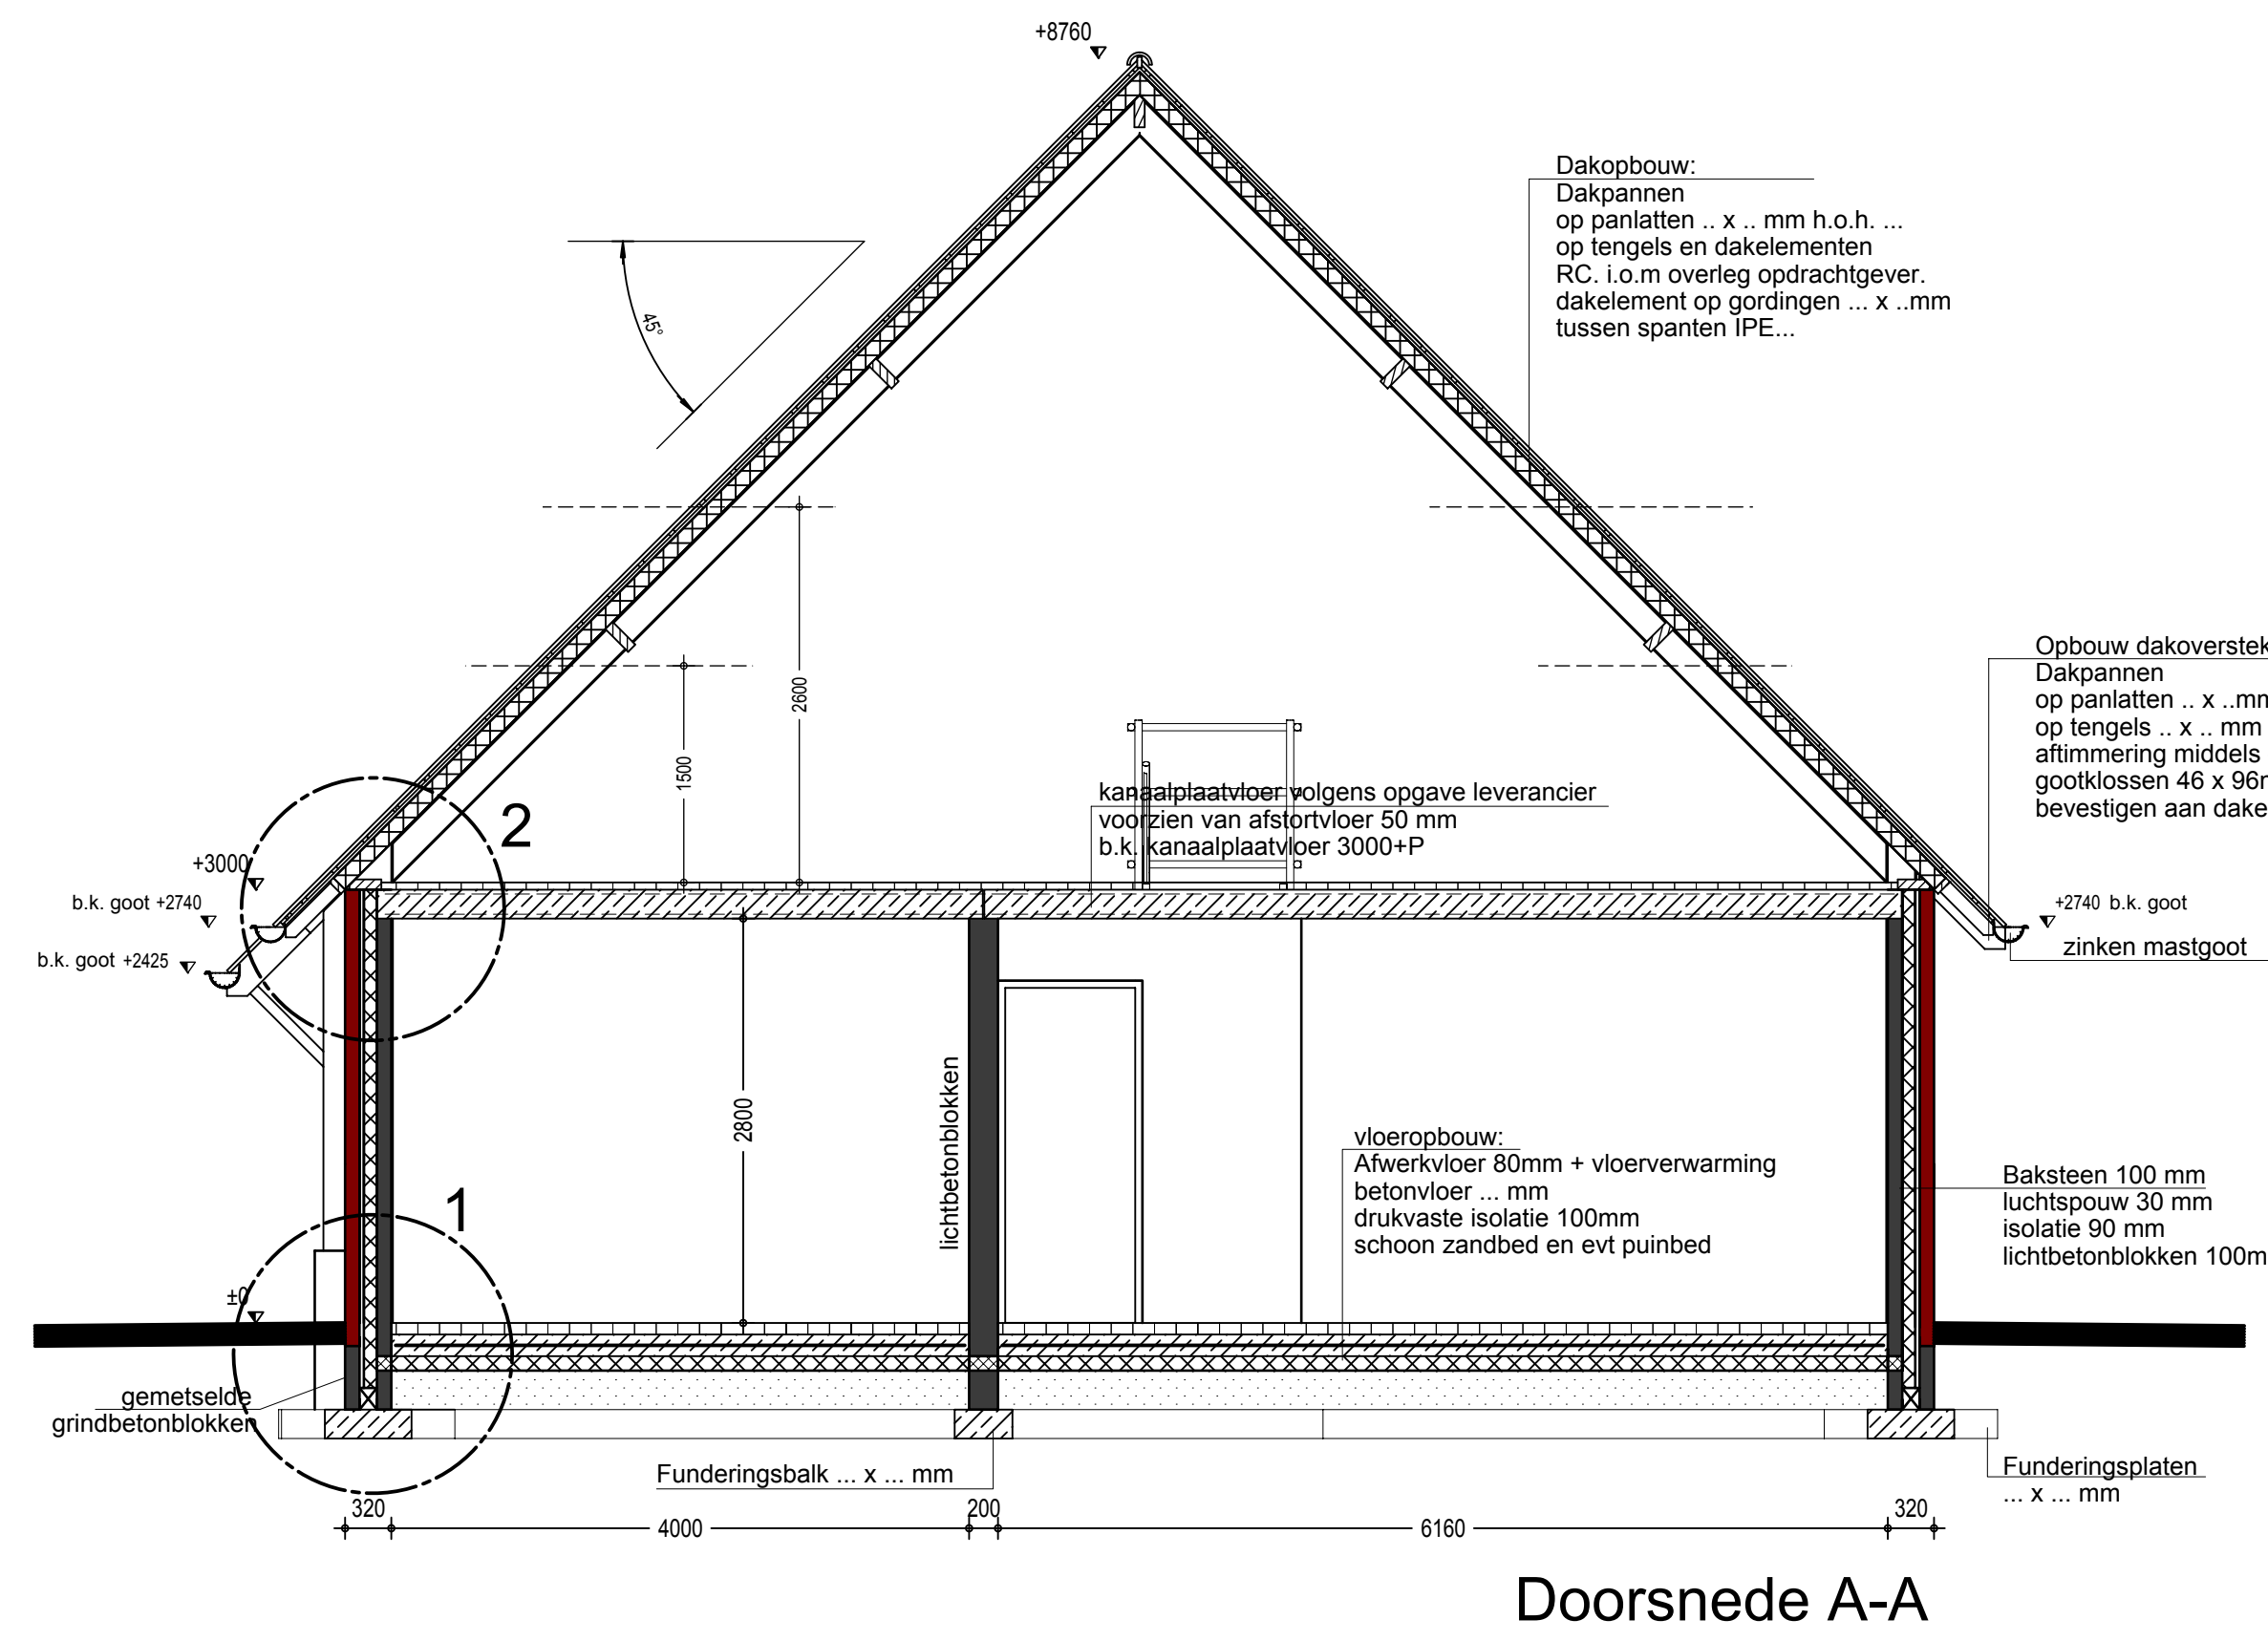 +8760
Dakopbouw:
Dakpannen
op panlatten .. x .. mm h.o.h. ...
op tengels en dakelementen
RC. i.o.m overleg opdrachtgever.
dakelement op gordingen ... x ..mm
tussen spanten IPE...
45°
2600
1500
Opbouw dakoverstek
Dakpannen
op panlatten .. x ..mm
op tengels .. x .. mm
aftimmering middels
gootklossen 46 x 96m
bevestigen aan dake
kanaalplaatvloer volgens opgave leverancier
voorzien van afstortvloer 50 mm
b.k. kanaalplaatvloer 3000+P
2
+3000
b.k. goot +2740
b.k. goot +2425
+2740 b.k. goot
zinken mastgoot
lichtbetonblokken
2800
vloeropbouw:
Afwerkvloer 80mm + vloerverwarming
betonvloer ... mm
drukvaste isolatie 100mm
schoon zandbed en evt puinbed
Baksteen 100 mm
luchtspouw 30 mm
isolatie 90 mm
lichtbetonblokken 100m
1
±0
gemetselde
grindbetonblokken
Funderingsbalk ... x ... mm
Funderingsplaten
... x ... mm
320
4000
200
6160
320
Doorsnede A-A